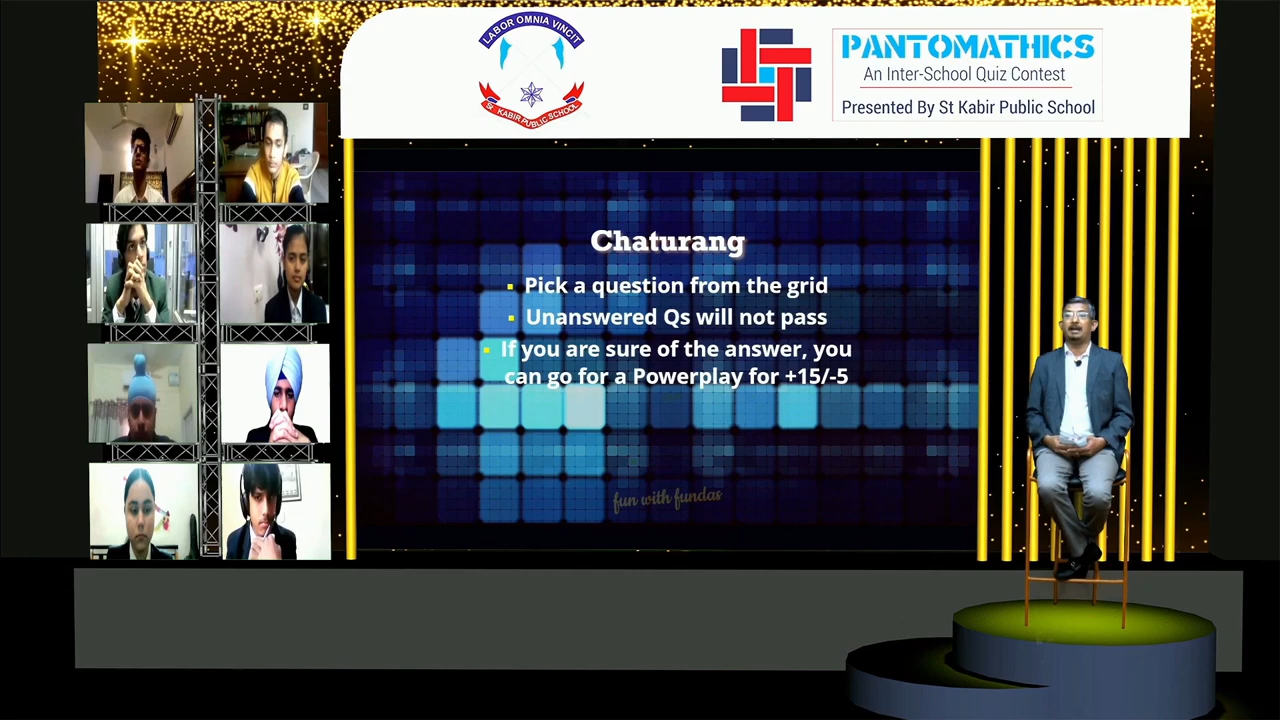 LABOR OMNIA VINCIT
ST KABIR PUBLIC SCHOOL
PANTOMATHICS
An Inter-School Quiz Contest
Presented By St Kabir Public School
Chaturang
Pick a question from the grid
Unanswered Qs will not pass
If you are sure of the answer, you
can go for a Powerplay for +15/-5
fun with fundas